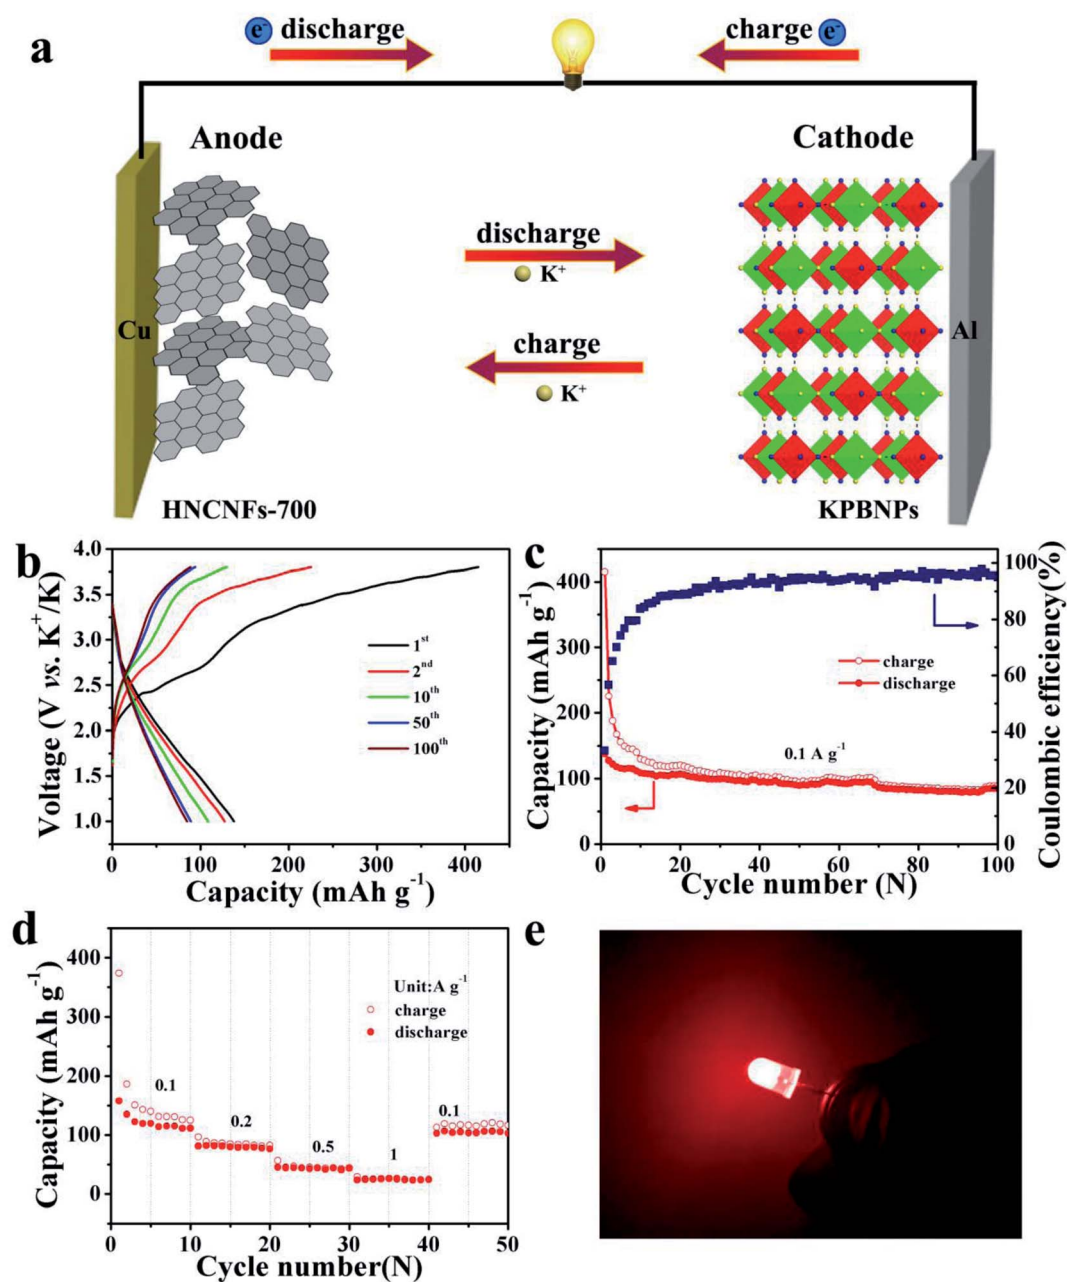 a
e⁻ discharge
charge e⁻
Anode
Cathode
Cu
discharge
K⁺
charge
K⁺
Al
HNCNFs-700
KPBNPs
b
Voltage (V vs. K⁺/K)
4.0
3.5
3.0
2.5
2.0
1.5
1.0
1ˢᵗ
2ⁿᵈ
10ᵗʰ
50ᵗʰ
100ᵗʰ
0 100 200 300 400
Capacity (mAh g⁻¹)
c
Capacity (mAh g⁻¹)
400
350
300
250
200
150
100
50
0
charge
discharge
0.1 A g⁻¹
100
80
60
40
20
0
Coulombic efficiency(%)
0 20 40 60 80 100
Cycle number (N)
d
Capacity (mAh g⁻¹)
400
300
200
100
0
Unit:A g⁻¹
charge
discharge
0.1
0.2
0.5
1
0.1
0 10 20 30 40 50
Cycle number(N)
e